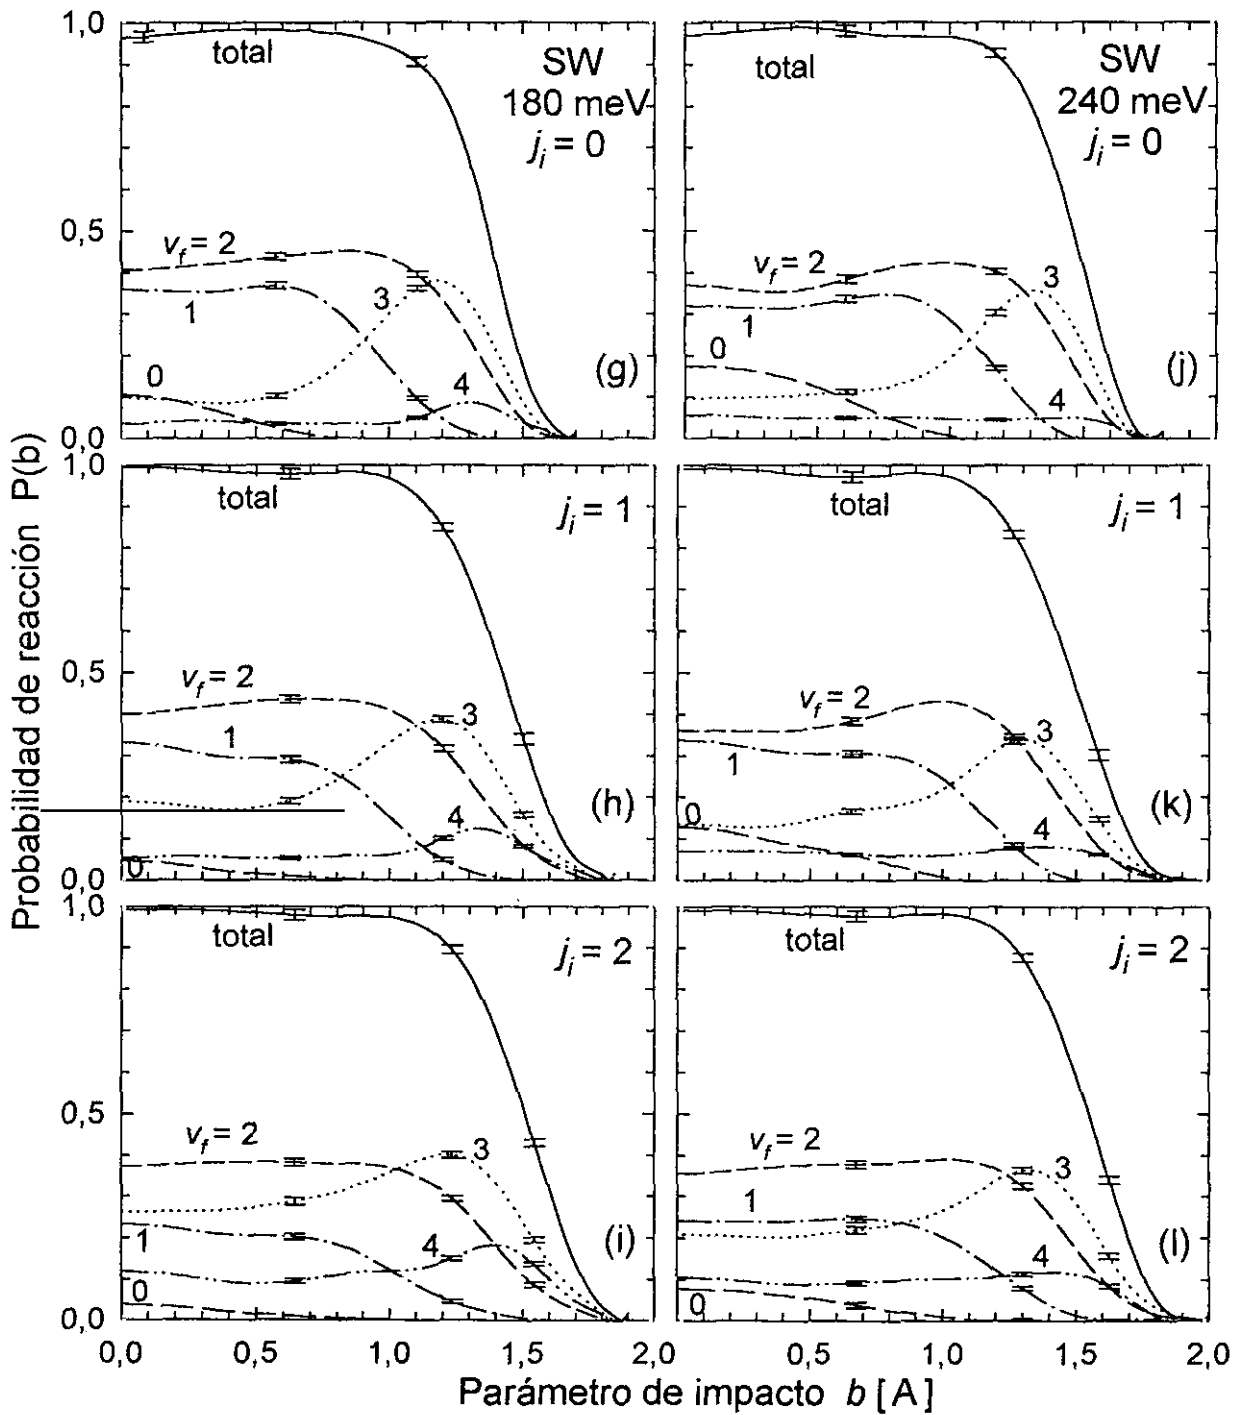 1,0
total
SW
180 meV
j_i = 0
0,5
v_f = 2
1
3
0
4
(g)
0,0
total
SW
240 meV
j_i = 0
v_f = 2
3
1
0
4
(j)
Probabilidad de reacción P(b)
1,0
total
j_i = 1
0,5
v_f = 2
1
3
4
(h)
0
0,0
total
j_i = 1
v_f = 2
3
1
0
4
(k)
1,0
total
j_i = 2
0,5
v_f = 2
3
1
4
0
(i)
0,0
total
j_i = 2
v_f = 2
3
1
4
0
(l)
0,0 0,5 1,0 1,5 2,0 0,5 1,0 1,5 2,0
Parámetro de impacto b [A]